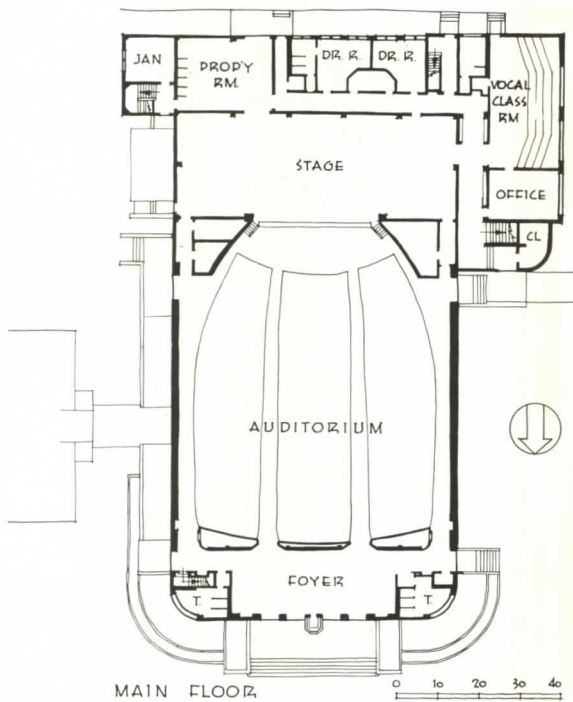 JAN
PROP'Y
RM.
DR. R.
DR. R.
VOCAL
CLASS
RM
STAGE
OFFICE
CL
AUDITORIUM
FOYER
T.
T.
MAIN FLOOR
0 10 20 30 40